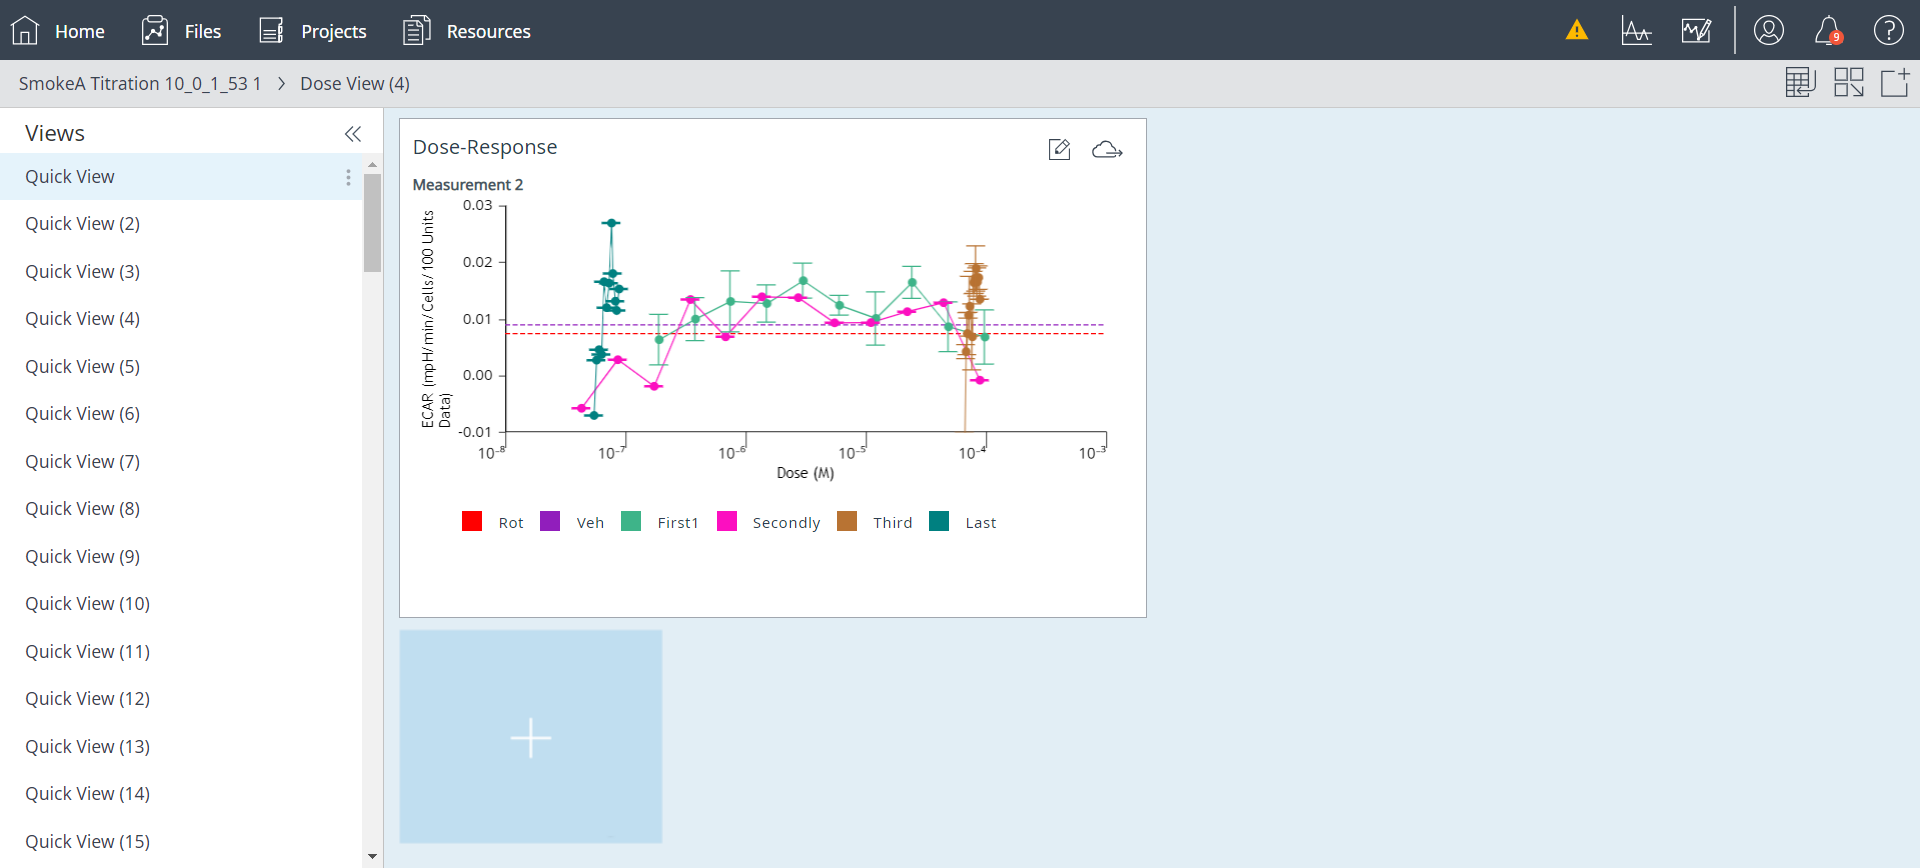 Home Files Projects Resources
9
SmokeA Titration 10_0_1_53 1 > Dose View (4)
Views
Quick View
Quick View (2)
Quick View (3)
Quick View (4)
Quick View (5)
Quick View (6)
Quick View (7)
Quick View (8)
Quick View (9)
Quick View (10)
Quick View (11)
Quick View (12)
Quick View (13)
Quick View (14)
Quick View (15)
Dose-Response
Measurement 2
ECAR (mpH/min/Cells/100 Units
Data)
0.03
0.02
0.01
0.00
-0.01
10⁻⁸ 10⁻⁷ 10⁻⁶ 10⁻⁵ 10⁻⁴ 10⁻³
Dose (M)
Rot Veh First1 Secondly Third Last